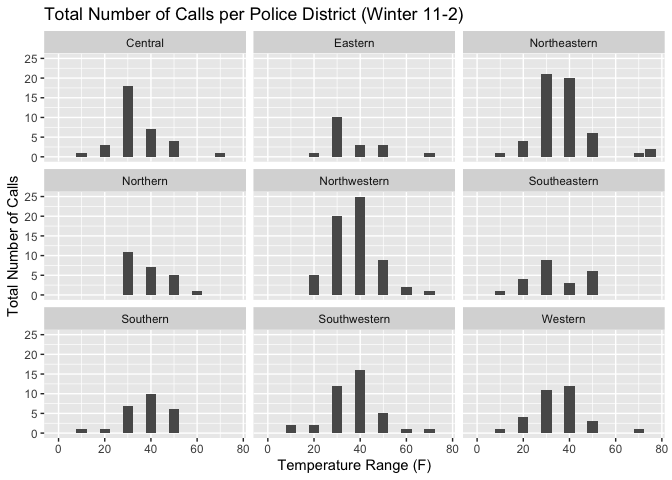 Total Number of Calls per Police District (Winter 11-2)
Central Eastern Northeastern
25
20
15
10
5
0
Northern Northwestern Southeastern
25
20
15
10
5
0
Southern Southwestern Western
25
20
15
10
5
0
0 20 40 60 80 0 20 40 60 80 0 20 40 60 80
Temperature Range (F)
Total Number of Calls